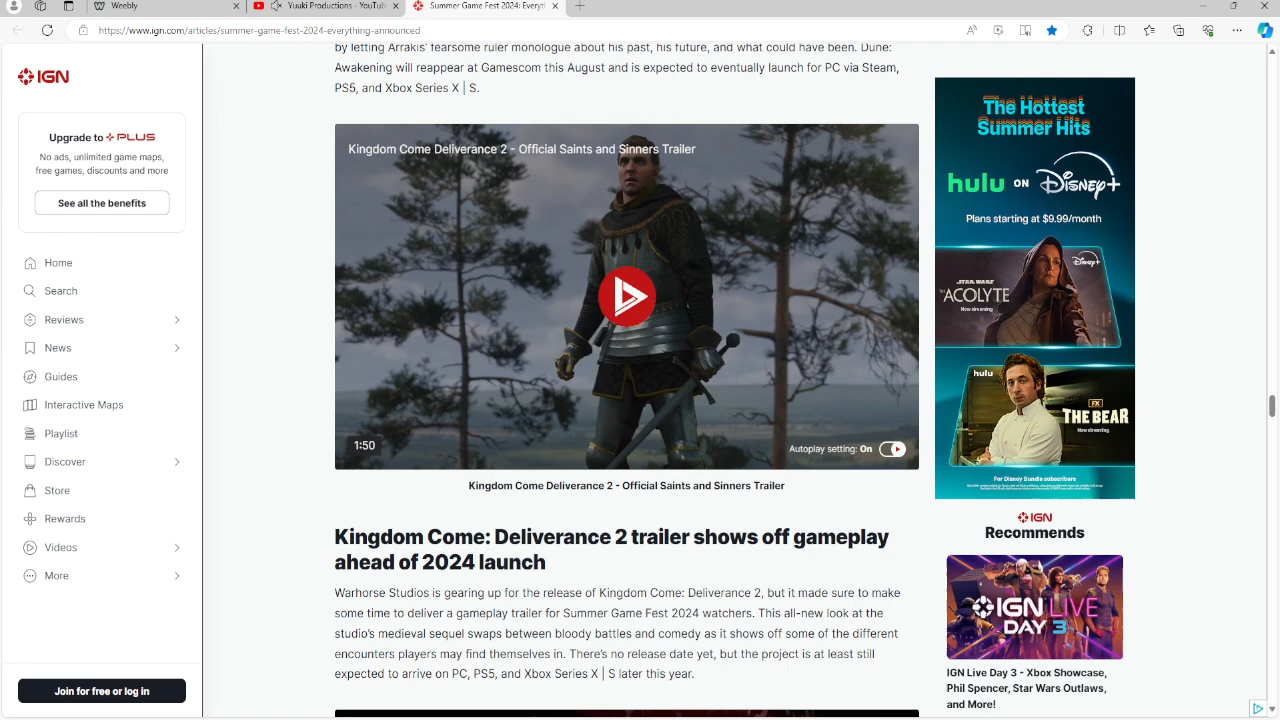 Weebly
Yuuki Productions - YouTub
Summer Game Fest 2024: Everyt
https://www.ign.com/articles/summer-game-fest-2024-everything-announced
IGN
Upgrade to PLUS
No ads, unlimited game maps,
free games, discounts and more
See all the benefits
Home
Search
Reviews
News
Guides
Interactive Maps
Playlist
Discover
Store
Rewards
Videos
More
Join for free or log in
by letting Arrakis' fearsome ruler monologue about his past, his future, and what could have been. Dune:
Awakening will reappear at Gamescom this August and is expected to eventually launch for PC via Steam,
PS5, and Xbox Series X | S.
Kingdom Come Deliverance 2 - Official Saints and Sinners Trailer
1:50
Autoplay setting: On
Kingdom Come Deliverance 2 - Official Saints and Sinners Trailer
Kingdom Come: Deliverance 2 trailer shows off gameplay
ahead of 2024 launch
Warhorse Studios is gearing up for the release of Kingdom Come: Deliverance 2, but it made sure to make
some time to deliver a gameplay trailer for Summer Game Fest 2024 watchers. This all-new look at the
studio's medieval sequel swaps between bloody battles and comedy as it shows off some of the different
encounters players may find themselves in. There's no release date yet, but the project is at least still
expected to arrive on PC, PS5, and Xbox Series X | S later this year.
The Hottest
Summer Hits
hulu ON Disney+
Plans starting at $9.99/month
Disney+
STAR WARS
THE ACOLYTE
Now streaming
hulu
FX
THE BEAR
Now streaming
For Disney Bundle subscribers
IGN
Recommends
IGN LIVE
DAY 3
IGN Live Day 3 - Xbox Showcase,
Phil Spencer, Star Wars Outlaws,
and More!